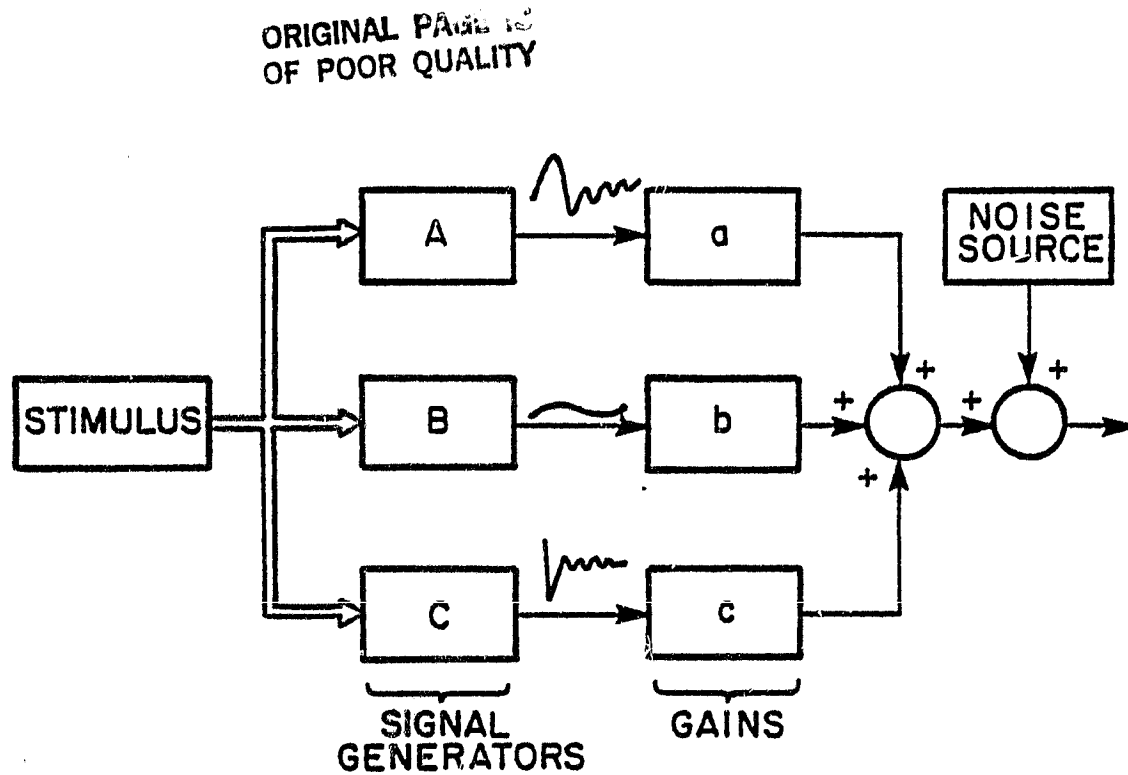 ORIGINAL PAGE IS
OF POOR QUALITY
A
a
NOISE
SOURCE
+
+
STIMULUS
B
b
+
+
+
C
c
SIGNAL
GENERATORS
GAINS